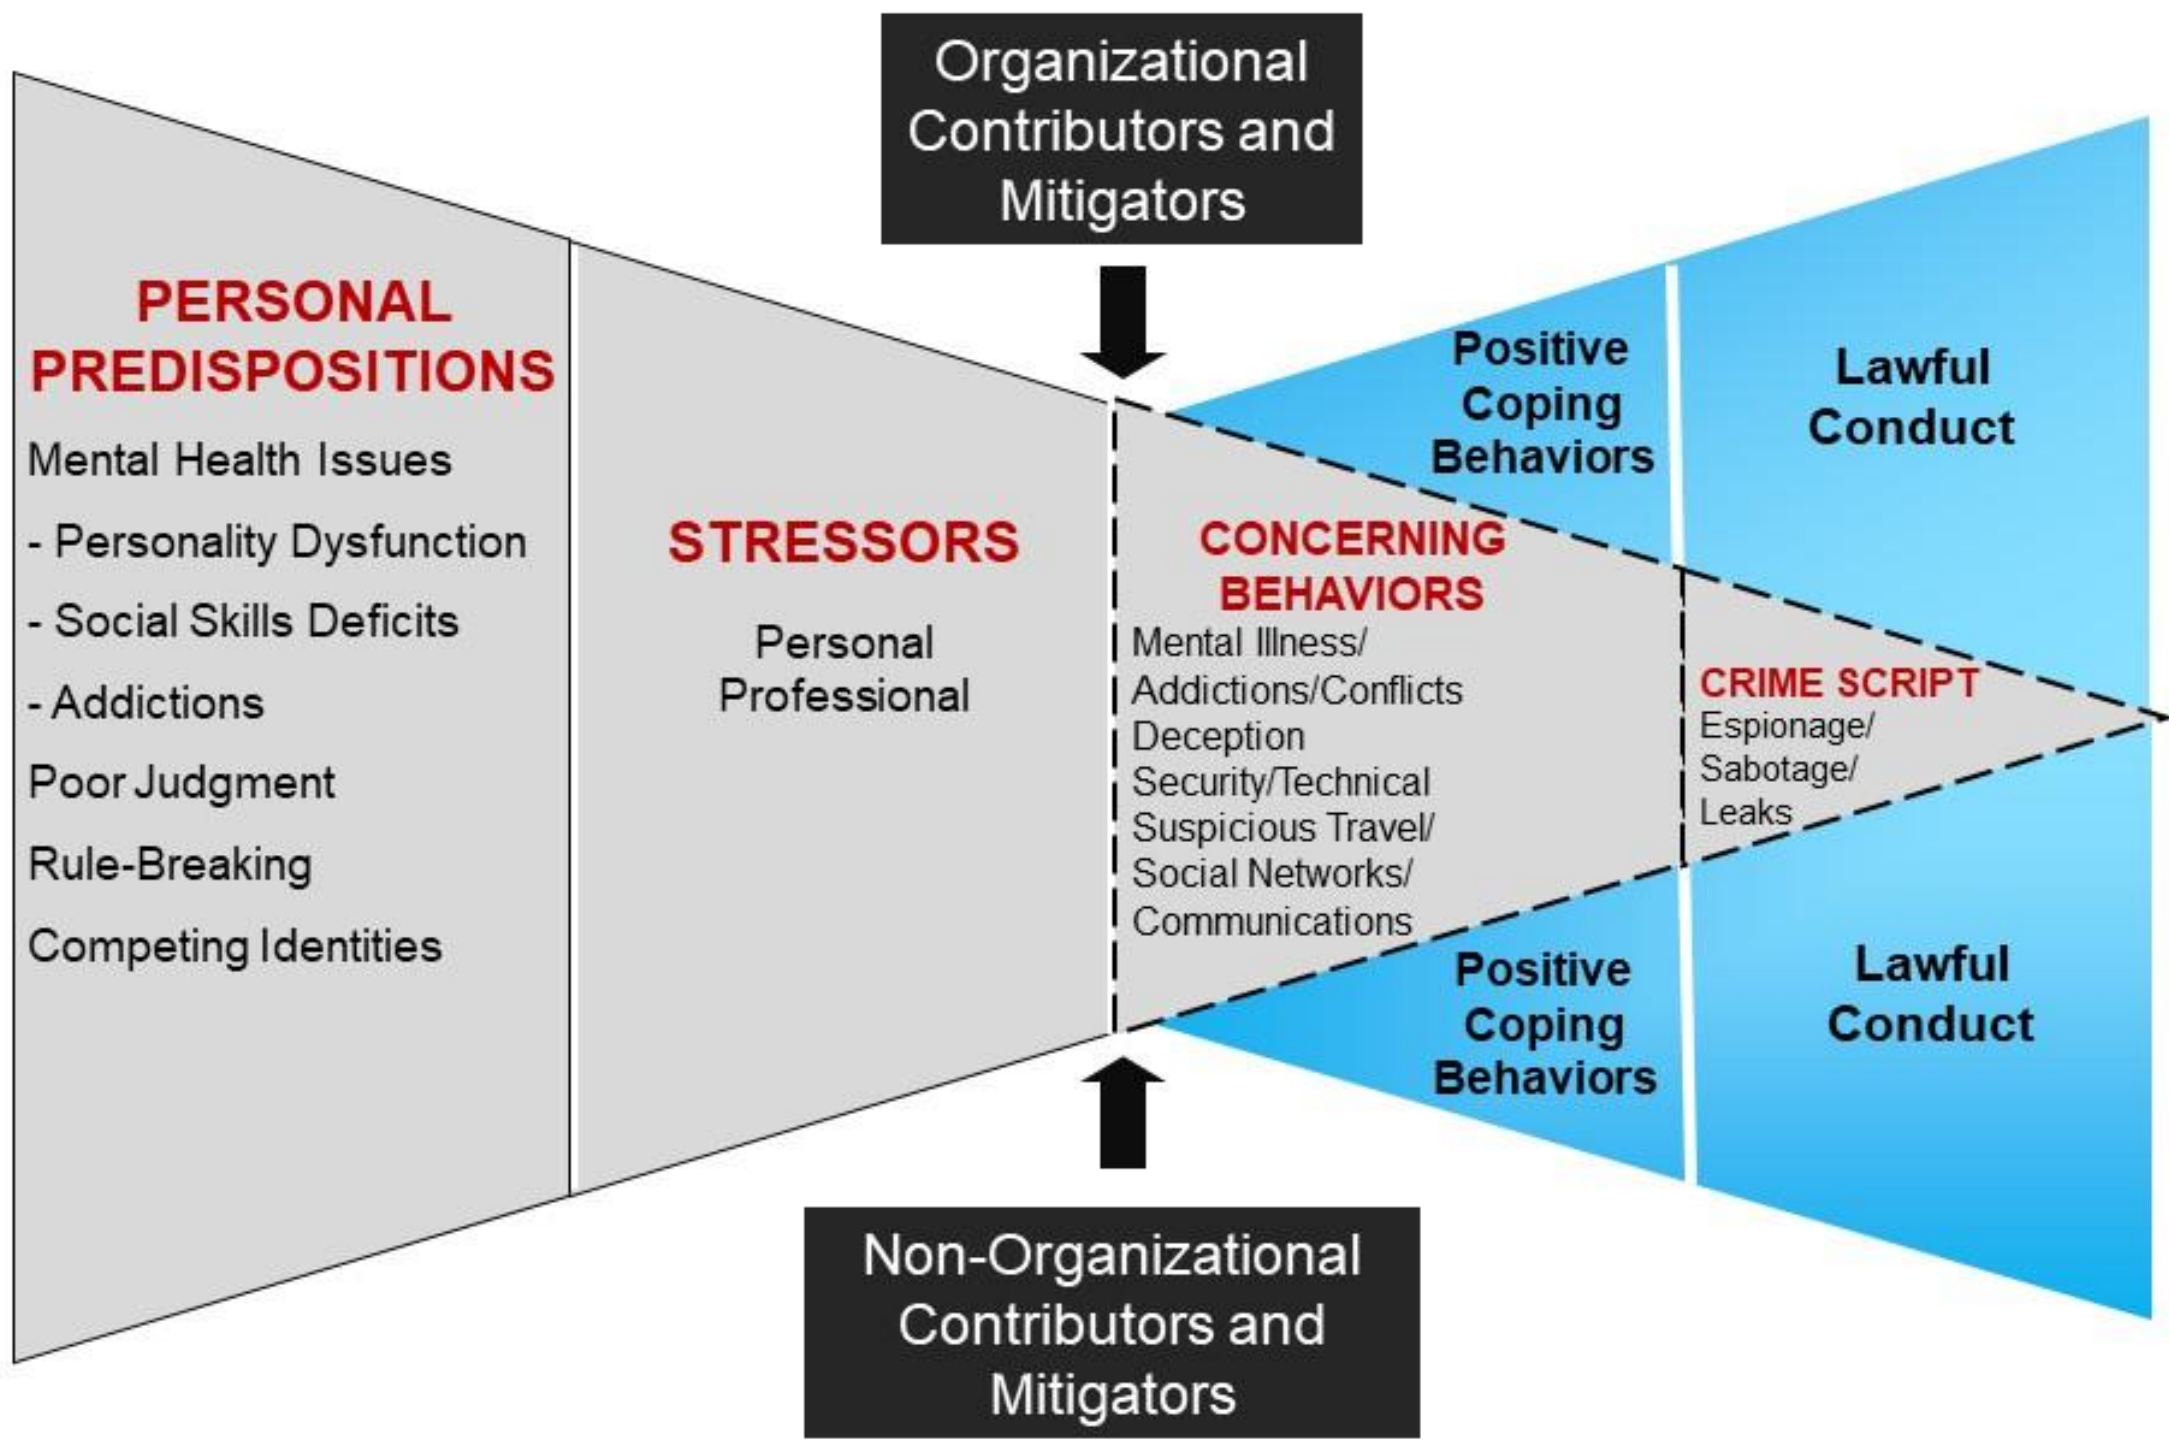 Organizational
Contributors and
Mitigators
PERSONAL
PREDISPOSITIONS
Mental Health Issues
- Personality Dysfunction
- Social Skills Deficits
- Addictions
Poor Judgment
Rule-Breaking
Competing Identities
STRESSORS
Personal
Professional
CONCERNING
BEHAVIORS
Mental Illness/
Addictions/Conflicts
Deception
Security/Technical
Suspicious Travel/
Social Networks/
Communications
Positive
Coping
Behaviors
Lawful
Conduct
CRIME SCRIPT
Espionage/
Sabotage/
Leaks
Positive
Coping
Behaviors
Lawful
Conduct
Non-Organizational
Contributors and
Mitigators